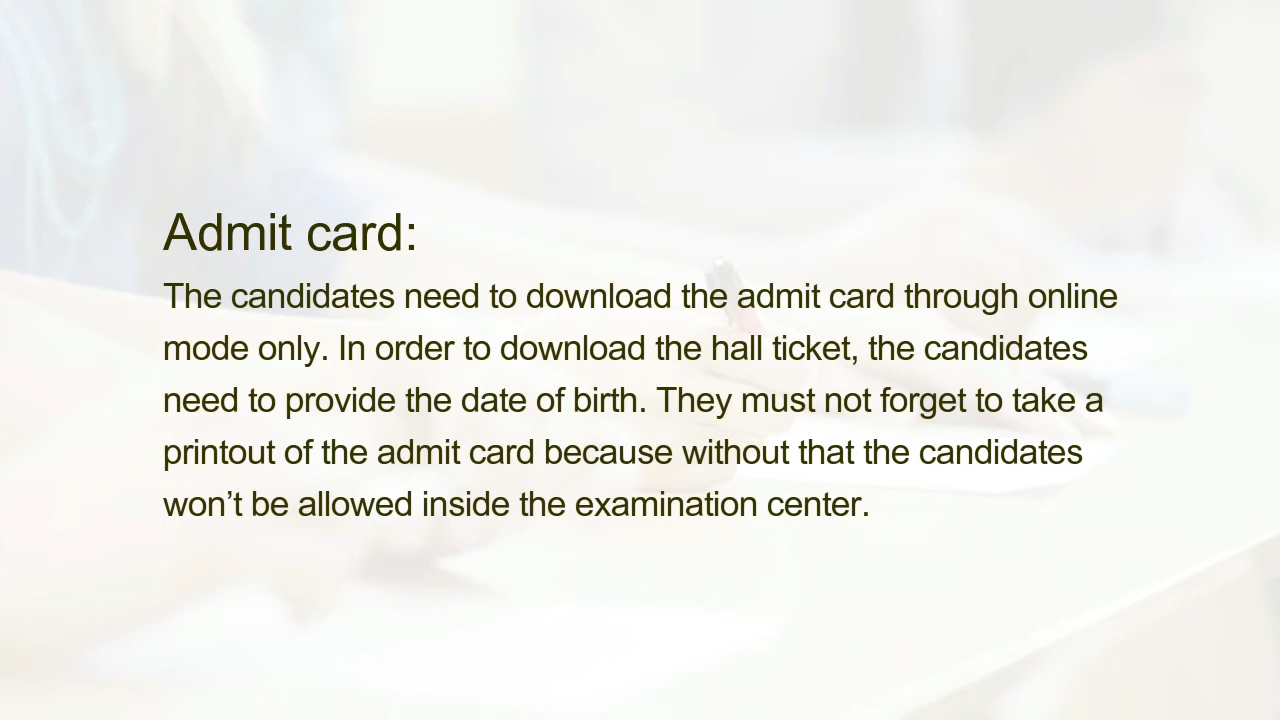 Admit card:
The candidates need to download the admit card through online
mode only. In order to download the hall ticket, the candidates
need to provide the date of birth. They must not forget to take a
printout of the admit card because without that the candidates
won’t be allowed inside the examination center.